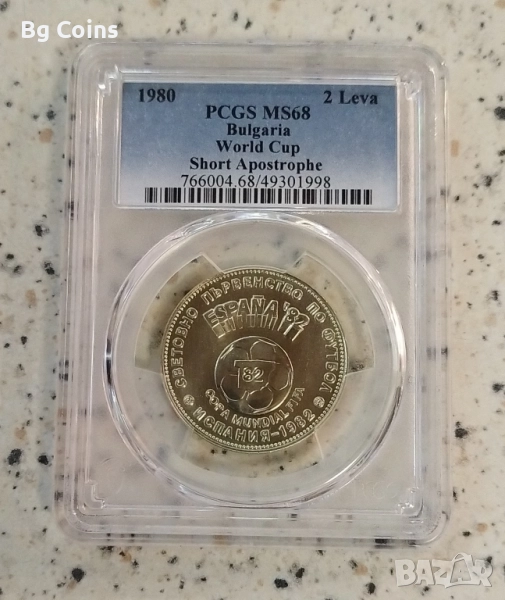 Bg Coins
1980 2 Leva
PCGS MS68
Bulgaria
World Cup
Short Apostrophe
766004.68/49301998
СВЕТОВНО ПЪРВЕНСТВО ПО ФУТБОЛ
ESPAÑA '82
82
COPA MUNDIAL FIFA
ИСПАНИЯ-1982
BAZAR